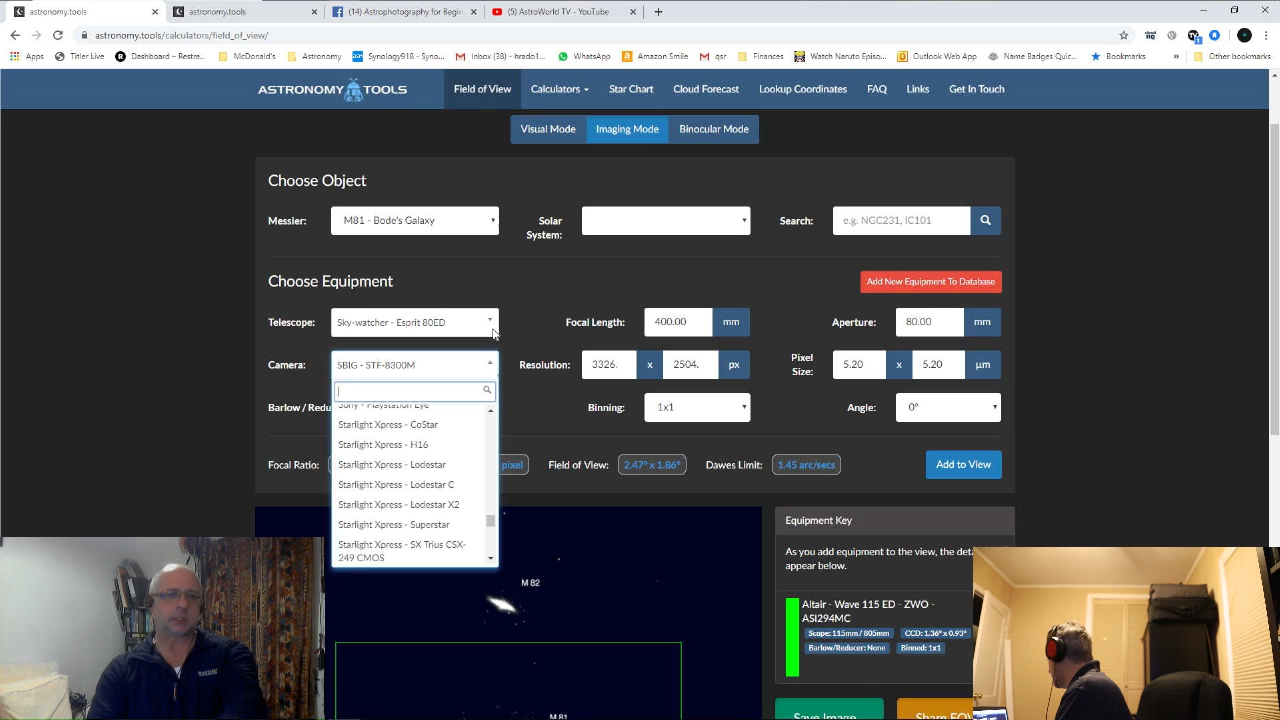 astronomy.tools
astronomy.tools
(14) Astrophotography for Begin
(5) AstroWorld TV - YouTube
astronomy.tools/calculators/field_of_view/
Apps
Titler Live
Dashboard -- Restre...
McDonald's
Astronomy
Synology918 - Syno...
Inbox (38) - hrado1...
WhatsApp
Amazon Smile
qsr
Finances
Watch Naruto Episo...
Outlook Web App
Name Badges Quic...
Bookmarks
Other bookmarks
ASTRONOMY TOOLS
Field of View
Calculators
Star Chart
Cloud Forecast
Lookup Coordinates
FAQ
Links
Get In Touch
Visual Mode
Imaging Mode
Binocular Mode
Choose Object
Messier:
M81 - Bode's Galaxy
Solar
System:
Search:
e.g. NGC231, IC101
Choose Equipment
Add New Equipment To Database
Telescope:
Sky-watcher - Esprit 80ED
Focal Length:
400.00
mm
Aperture:
80.00
mm
Camera:
SBIG - STF-8300M
Resolution:
3326.
x
2504.
px
Pixel
Size:
5.20
x
5.20
µm
Barlow / Redu
Binning:
1x1
Angle:
0°
Sony - Playstation Eye
Starlight Xpress - CoStar
Starlight Xpress - H16
Starlight Xpress - Lodestar
Starlight Xpress - Lodestar C
Starlight Xpress - Lodestar X2
Starlight Xpress - Superstar
Starlight Xpress - SX Trius CSX-
249 CMOS
Focal Ratio:
pixel
Field of View:
2.47° x 1.86°
Dawes Limit:
1.45 arc/secs
Add to View
M 82
M 81
Equipment Key
As you add equipment to the view, the deta
appear below.
Altair - Wave 115 ED - ZWO -
ASI294MC
Scope: 115mm / 805mm
CCD: 1.36° x 0.93°
Barlow/Reducer: None
Binned: 1x1
Save Image
Share FOV